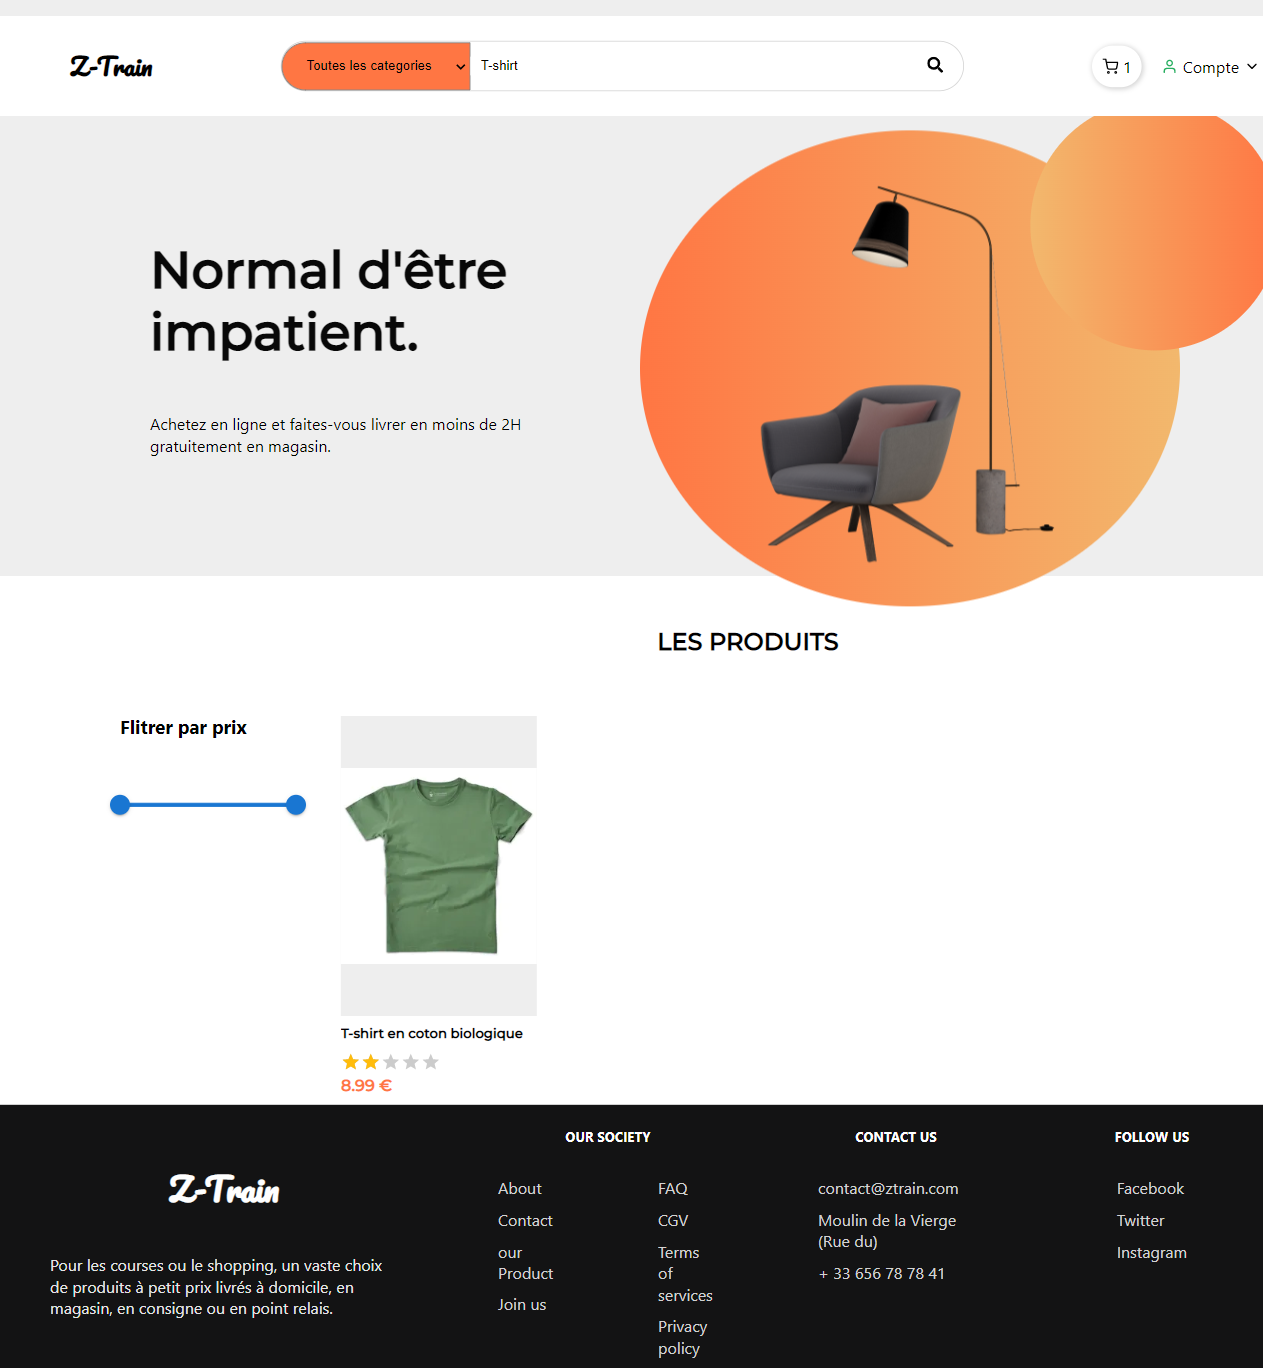 Z-Train
Toutes les categories
T-shirt
1
Compte
Normal d'être
impatient.
Achetez en ligne et faites-vous livrer en moins de 2H
gratuitement en magasin.
LES PRODUITS
Flitrer par prix
T-shirt en coton biologique
8.99 €
Z-Train
Pour les courses ou le shopping, un vaste choix
de produits à petit prix livrés à domicile, en
magasin, en consigne ou en point relais.
OUR SOCIETY
About
Contact
our
Product
Join us
FAQ
CGV
Terms
of
services
Privacy
policy
CONTACT US
contact@ztrain.com
Moulin de la Vierge
(Rue du)
+ 33 656 78 78 41
FOLLOW US
Facebook
Twitter
Instagram